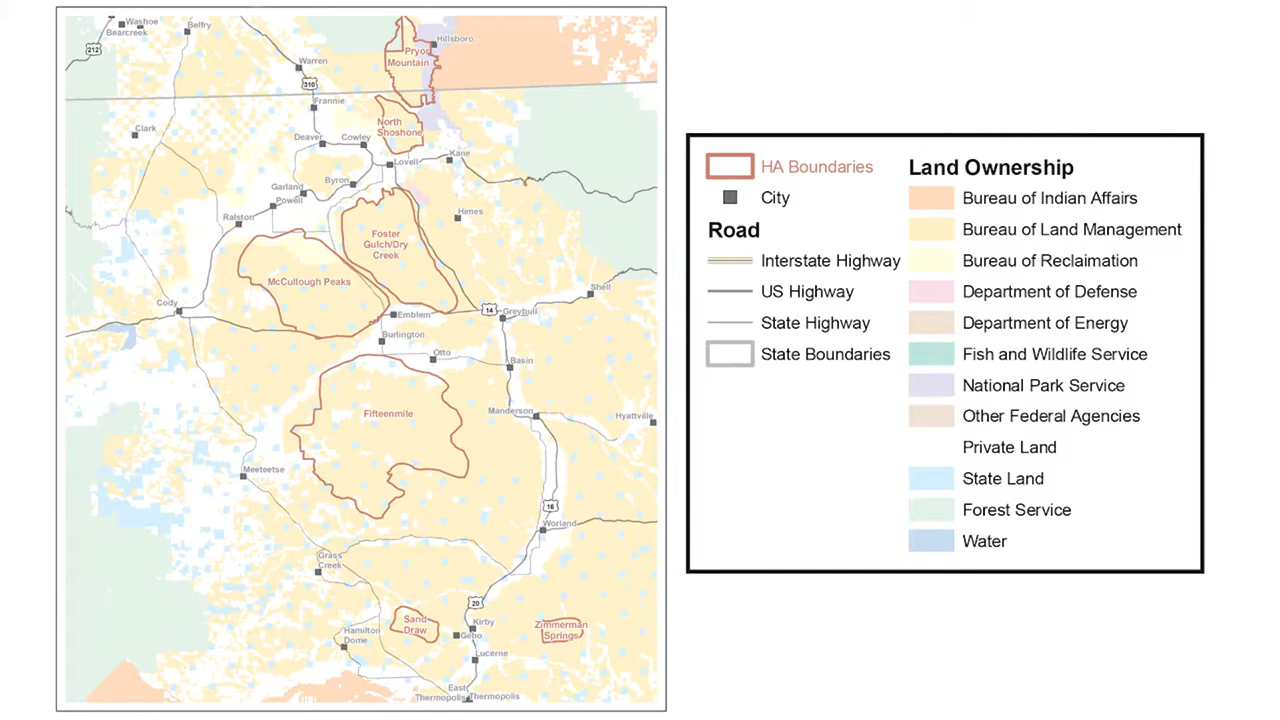 Washoe
Bearcreek
Belfry
212
Hillsboro
Pryor
Mountain
Warren
310
Frannie
North
Shoshone
Clark
Deaver
Cowley
Kane
Lovell
Byron
Garland
Powell
Ralston
Himes
Foster
Gulch/Dry
Creek
McCullough Peaks
Shell
Cody
14
Greybull
Emblem
Burlington
Otto
Basin
Fifteenmile
Manderson
Hyattville
Meeteetse
16
Worland
Grass
Creek
20
Sand
Draw
Kirby
Gebo
Zimmerman
Springs
Hamilton
Dome
Lucerne
East
Thermopolis
Thermopolis
HA Boundaries
City
Road
Interstate Highway
US Highway
State Highway
State Boundaries
Land Ownership
Bureau of Indian Affairs
Bureau of Land Management
Bureau of Reclamation
Department of Defense
Department of Energy
Fish and Wildlife Service
National Park Service
Other Federal Agencies
Private Land
State Land
Forest Service
Water